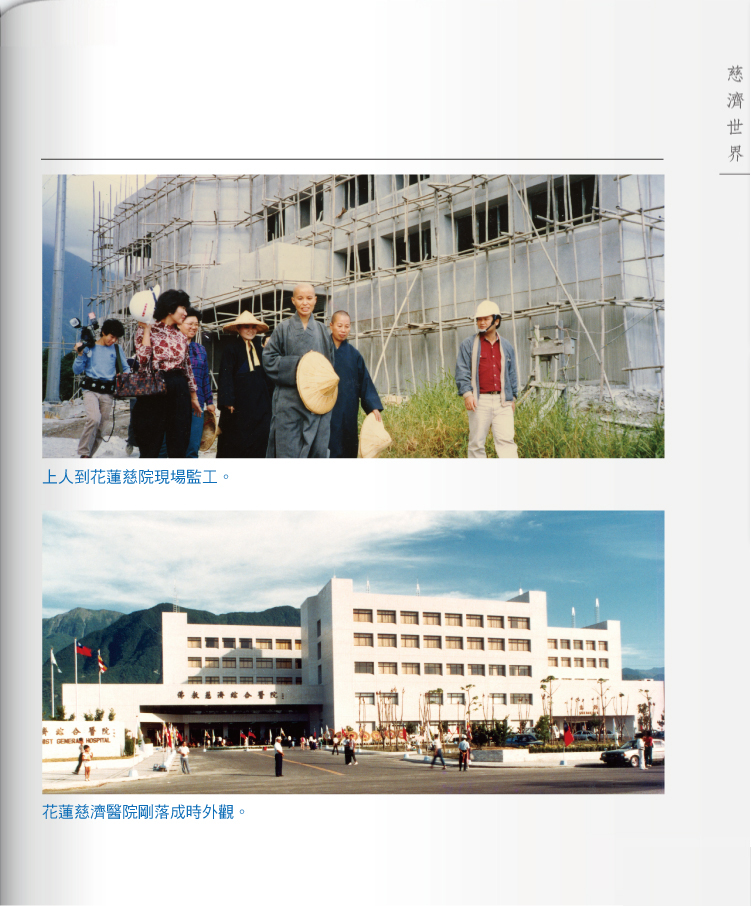 慈濟世界
上人到花蓮慈院現場監工。
佛教慈濟綜合醫院
濟綜合醫院
IST GENERAL HOSPITAL
花蓮慈濟醫院剛落成時外觀。